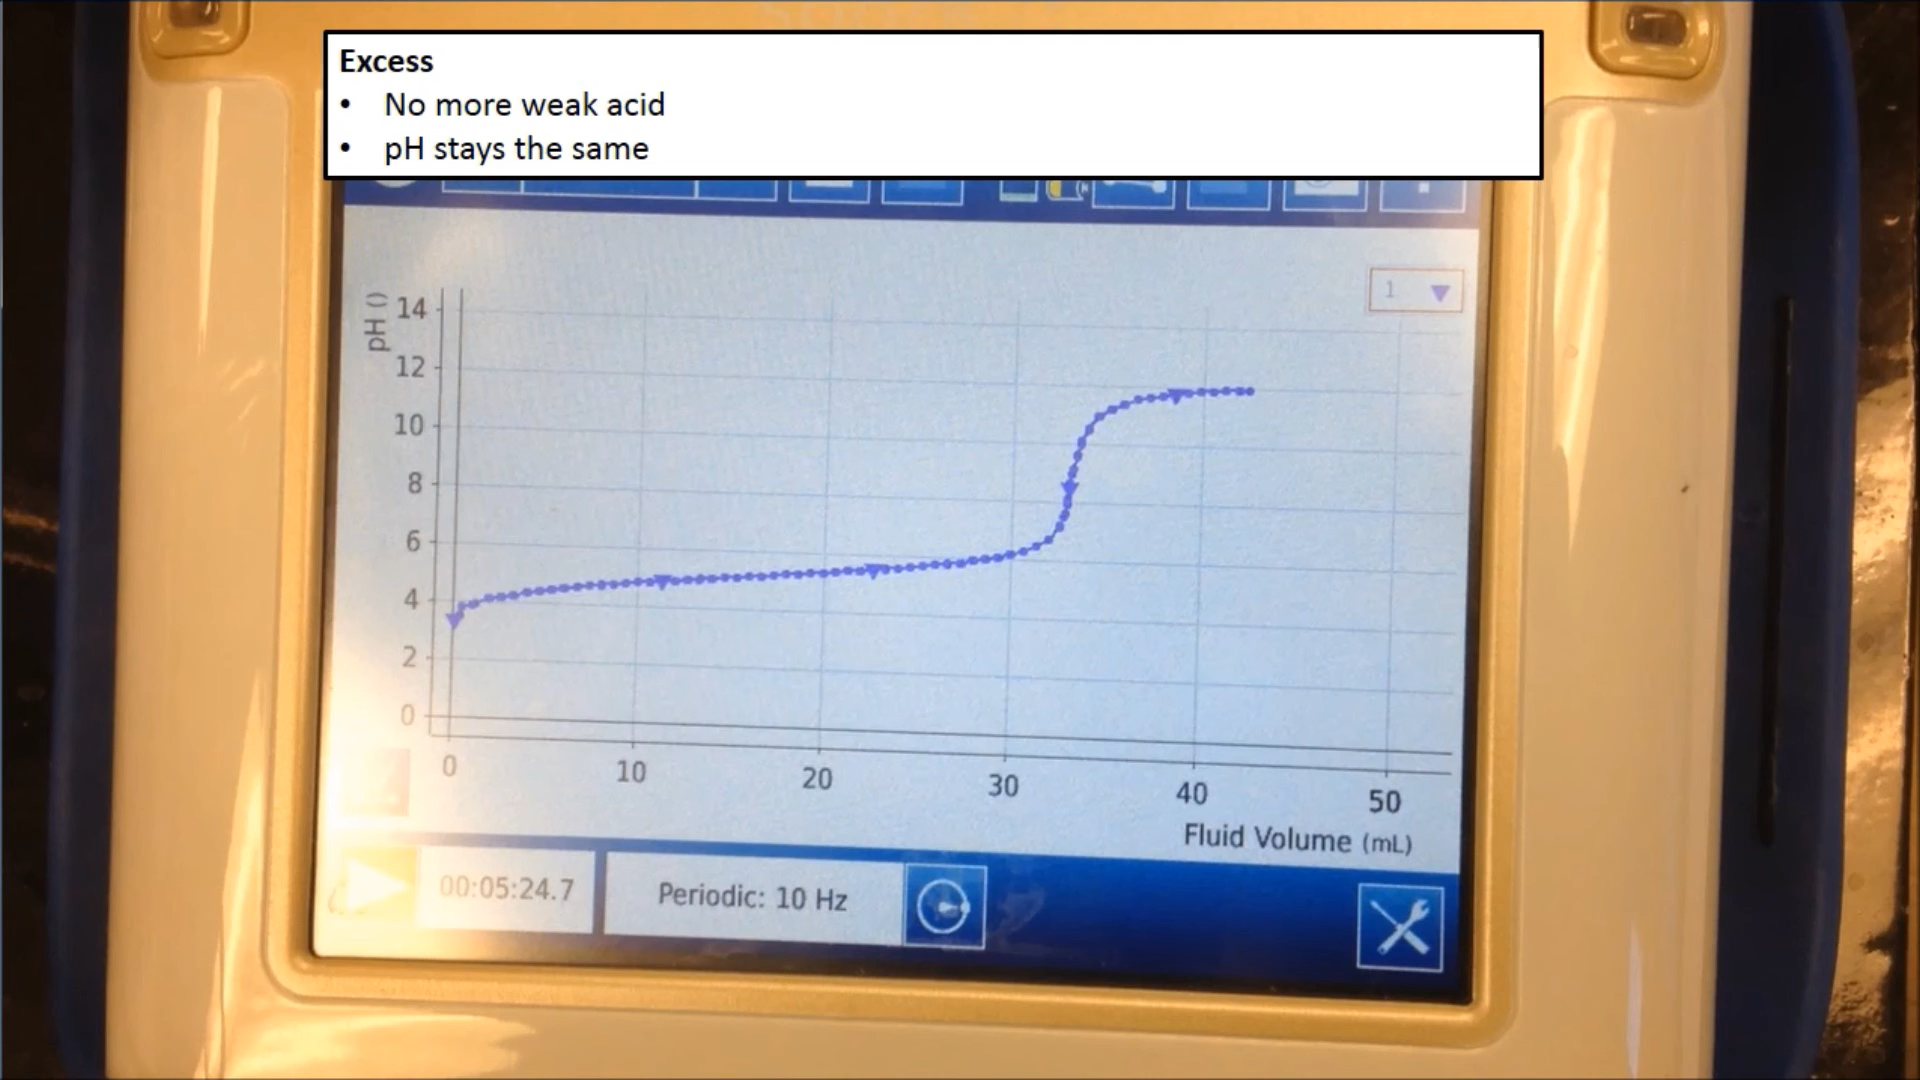 Excess
• No more weak acid
• pH stays the same
1
pH ()
14
12
10
8
6
4
2
0
0 10 20 30 40 50
Fluid Volume (mL)
00:05:24.7
Periodic: 10 Hz